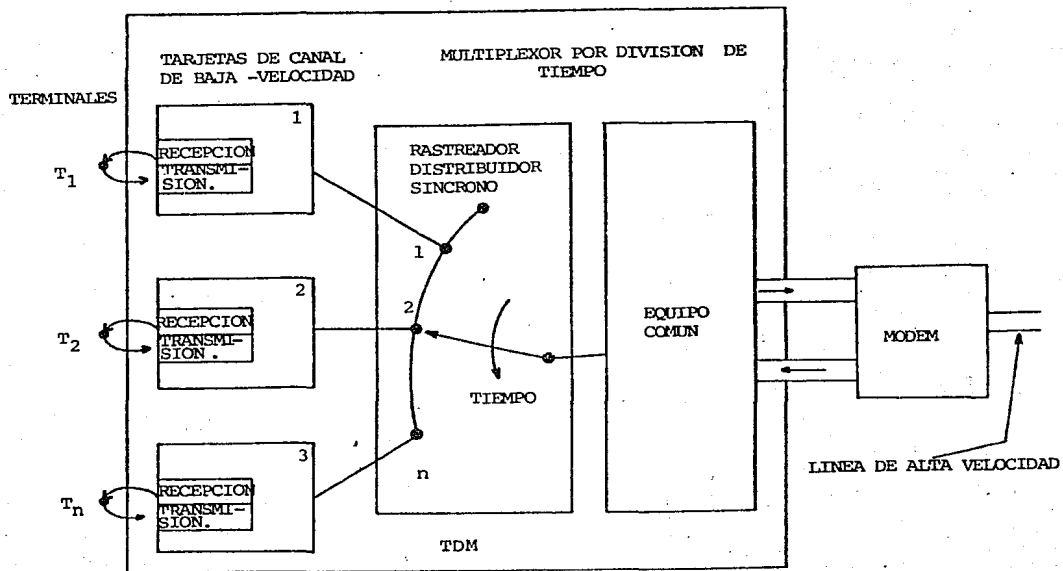 TARJETAS DE CANAL
DE BAJA -VELOCIDAD
MULTIPLEXOR POR DIVISION DE
TIEMPO
TERMINALES
1
RECEPCION
TRANSMI-
SION.
T1
RASTREADOR
DISTRIBUIDOR
SINCRONO
1
2
RECEPCION
TRANSMI-
SION.
T2
2
TIEMPO
EQUIPO
COMUN
MODEM
3
RECEPCION
TRANSMI-
SION.
Tn
n
LINEA DE ALTA VELOCIDAD
TDM